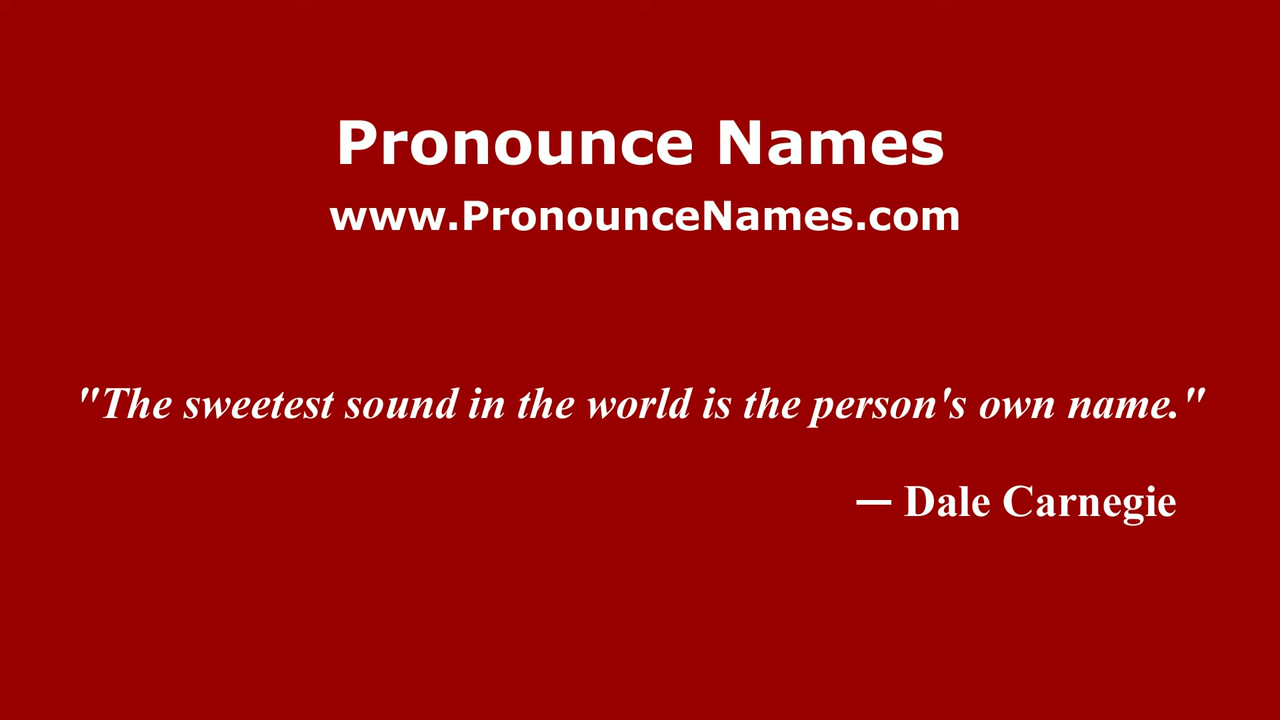 Pronounce Names
www.PronounceNames.com
"The sweetest sound in the world is the person's own name."
— Dale Carnegie